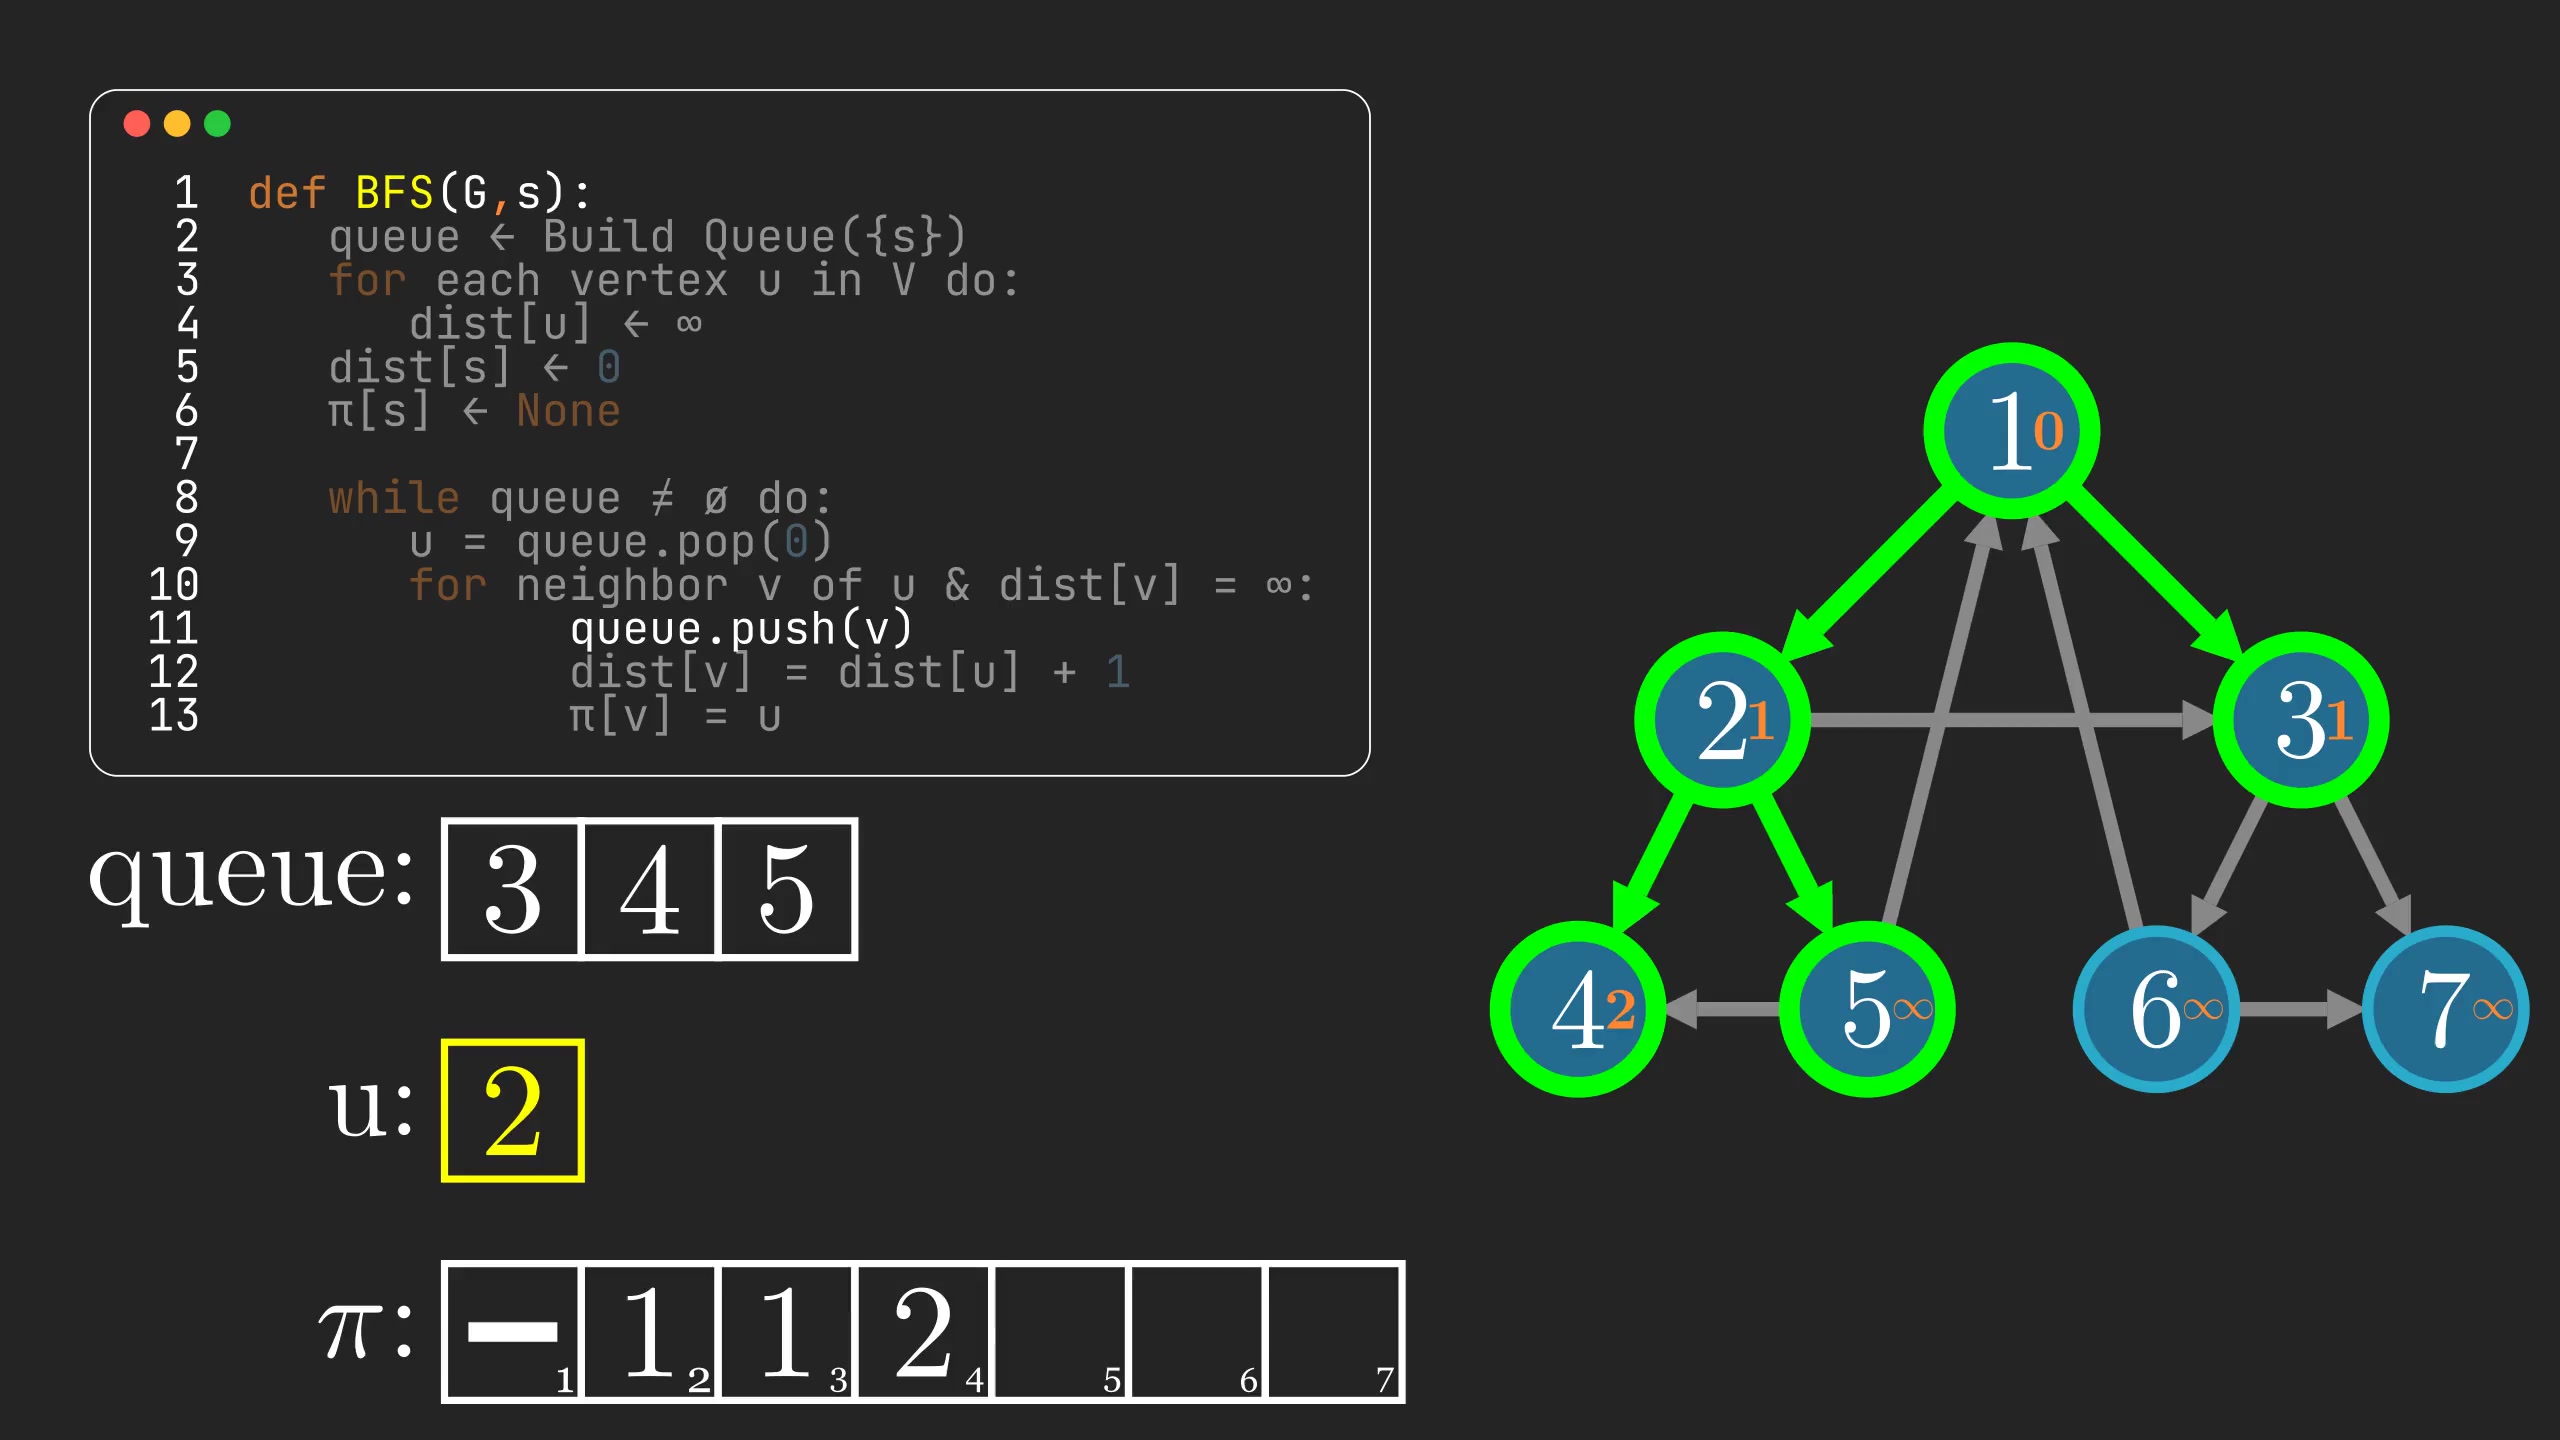 1 def BFS(G,s):
2 queue ← Build Queue({s})
3 for each vertex u in V do:
4 dist[u] ← ∞
5 dist[s] ← 0
6 π[s] ← None
7
8 while queue ≠ ø do:
9 u = queue.pop(0)
10 for neighbor v of u & dist[v] = ∞:
11 queue.push(v)
12 dist[v] = dist[u] + 1
13 π[v] = u
queue: 3 4 5
u: 2
π: – 1 1 2
1 2 3 4 5 6 7
1 0
2 1 3 1
4 2 5 ∞ 6 ∞ 7 ∞